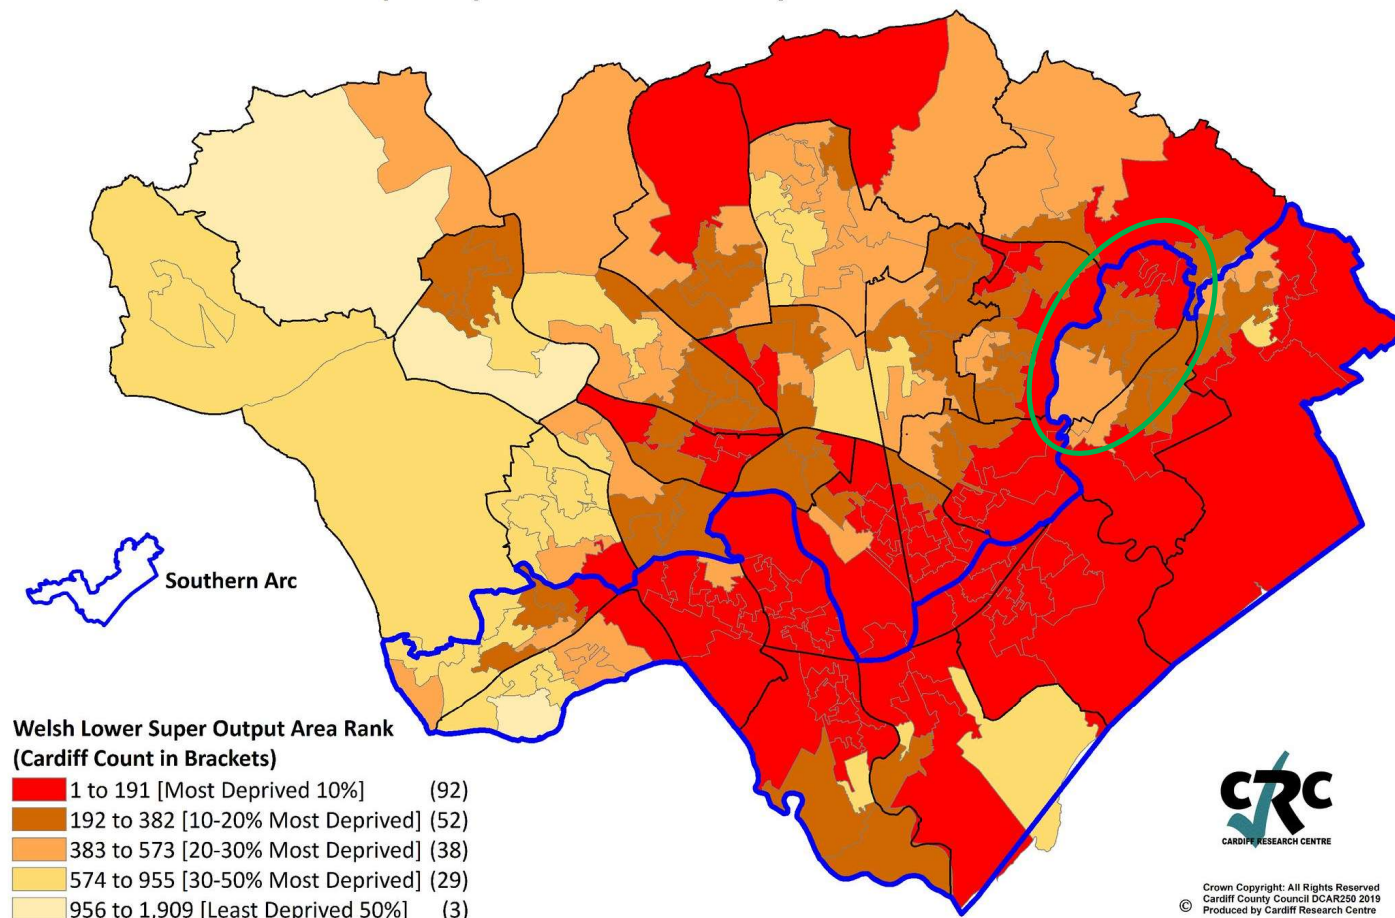 Southern Arc
Welsh Lower Super Output Area Rank
(Cardiff Count in Brackets)
1 to 191 [Most Deprived 10%] (92)
192 to 382 [10-20% Most Deprived] (52)
383 to 573 [20-30% Most Deprived] (38)
574 to 955 [30-50% Most Deprived] (29)
956 to 1,909 [Least Deprived 50%] (3)
CRC
CARDIFF RESEARCH CENTRE
Crown Copyright: All Rights Reserved
Cardiff County Council DCAR250 2019
© Produced by Cardiff Research Centre